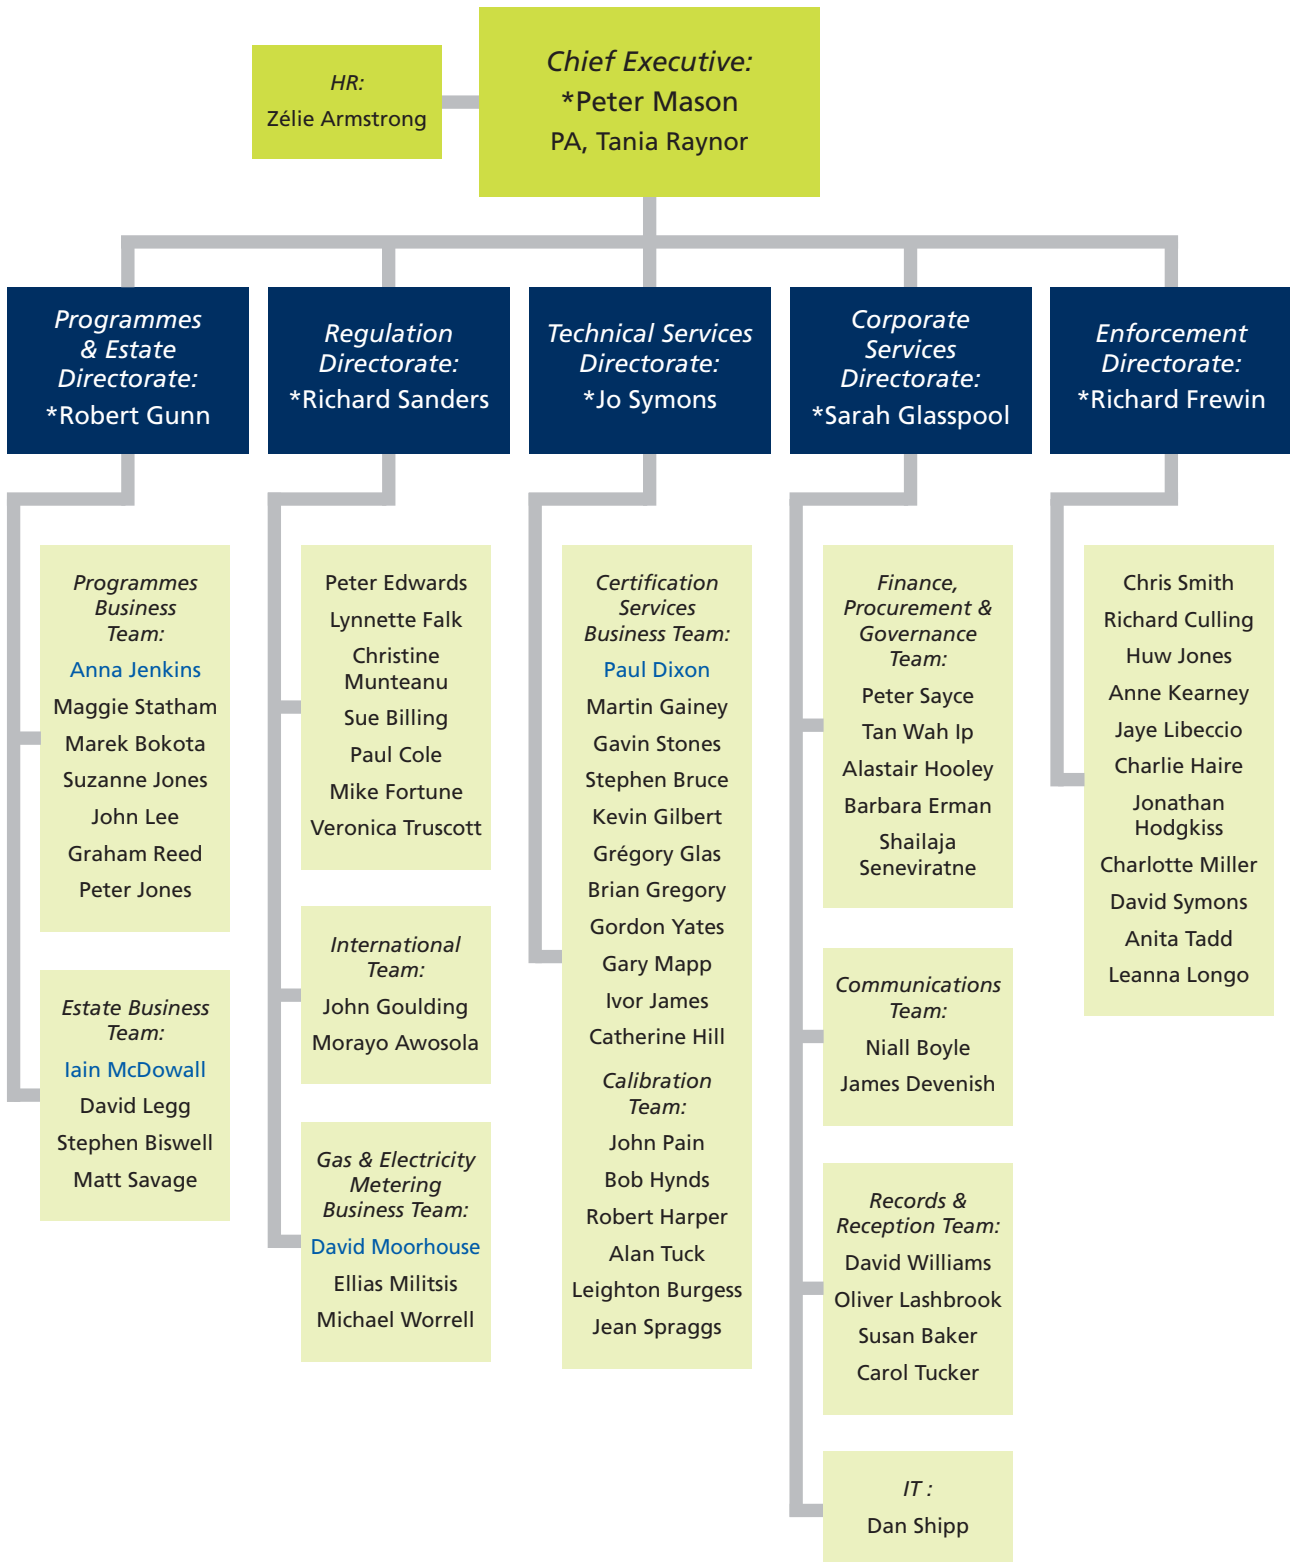 HR:
Zélie Armstrong
Chief Executive:
*Peter Mason
PA, Tania Raynor
Programmes
& Estate
Directorate:
*Robert Gunn
Regulation
Directorate:
*Richard Sanders
Technical Services
Directorate:
*Jo Symons
Corporate
Services
Directorate:
*Sarah Glasspool
Enforcement
Directorate:
*Richard Frewin
Programmes
Business
Team:
Anna Jenkins
Maggie Statham
Marek Bokota
Suzanne Jones
John Lee
Graham Reed
Peter Jones
Estate Business
Team:
Iain McDowall
David Legg
Stephen Biswell
Matt Savage
Peter Edwards
Lynnette Falk
Christine
Munteanu
Sue Billing
Paul Cole
Mike Fortune
Veronica Truscott
International
Team:
John Goulding
Morayo Awosola
Gas & Electricity
Metering
Business Team:
David Moorhouse
Ellias Militsis
Michael Worrell
Certification
Services
Business Team:
Paul Dixon
Martin Gainey
Gavin Stones
Stephen Bruce
Kevin Gilbert
Grégory Glas
Brian Gregory
Gordon Yates
Gary Mapp
Ivor James
Catherine Hill
Calibration
Team:
John Pain
Bob Hynds
Robert Harper
Alan Tuck
Leighton Burgess
Jean Spraggs
Finance,
Procurement &
Governance
Team:
Peter Sayce
Tan Wah Ip
Alastair Hooley
Barbara Erman
Shailaja
Seneviratne
Communications
Team:
Niall Boyle
James Devenish
Records &
Reception Team:
David Williams
Oliver Lashbrook
Susan Baker
Carol Tucker
IT :
Dan Shipp
Chris Smith
Richard Culling
Huw Jones
Anne Kearney
Jaye Libeccio
Charlie Haire
Jonathan
Hodgkiss
Charlotte Miller
David Symons
Anita Tadd
Leanna Longo